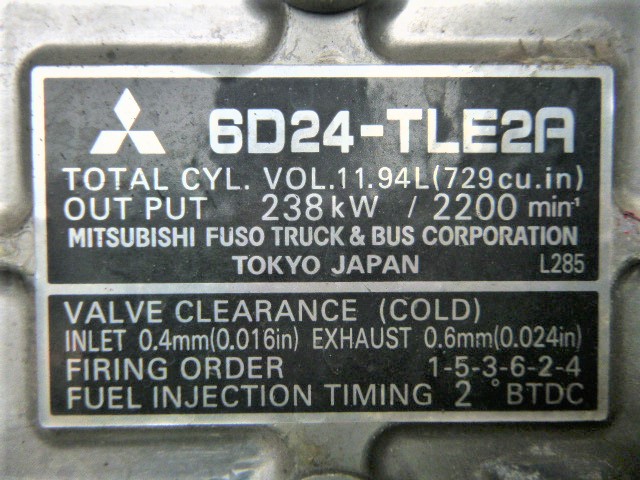 6D24-TLE2A
TOTAL CYL. VOL.11.94L(729cu.in)
OUT PUT 238kW / 2200 min⁻¹
MITSUBISHI FUSO TRUCK & BUS CORPORATION
TOKYO JAPAN L285
VALVE CLEARANCE (COLD)
INLET 0.4mm(0.016in) EXHAUST 0.6mm(0.024in)
FIRING ORDER 1-5-3-6-2-4
FUEL INJECTION TIMING 2° BTDC